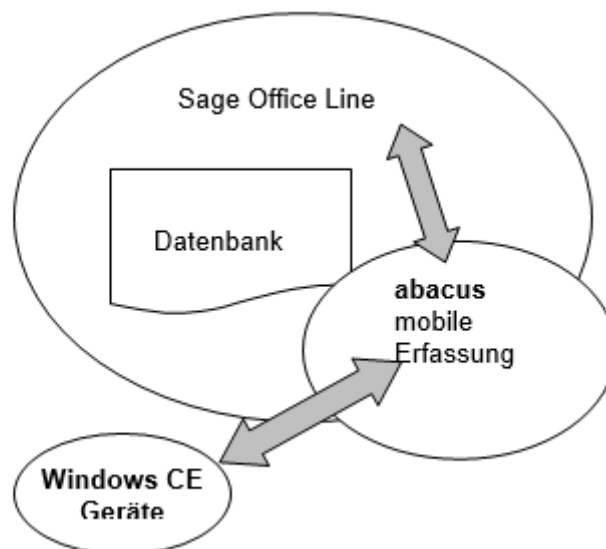 Sage Office Line
Datenbank
abacus
mobile
Erfassung
Windows CE
Geräte